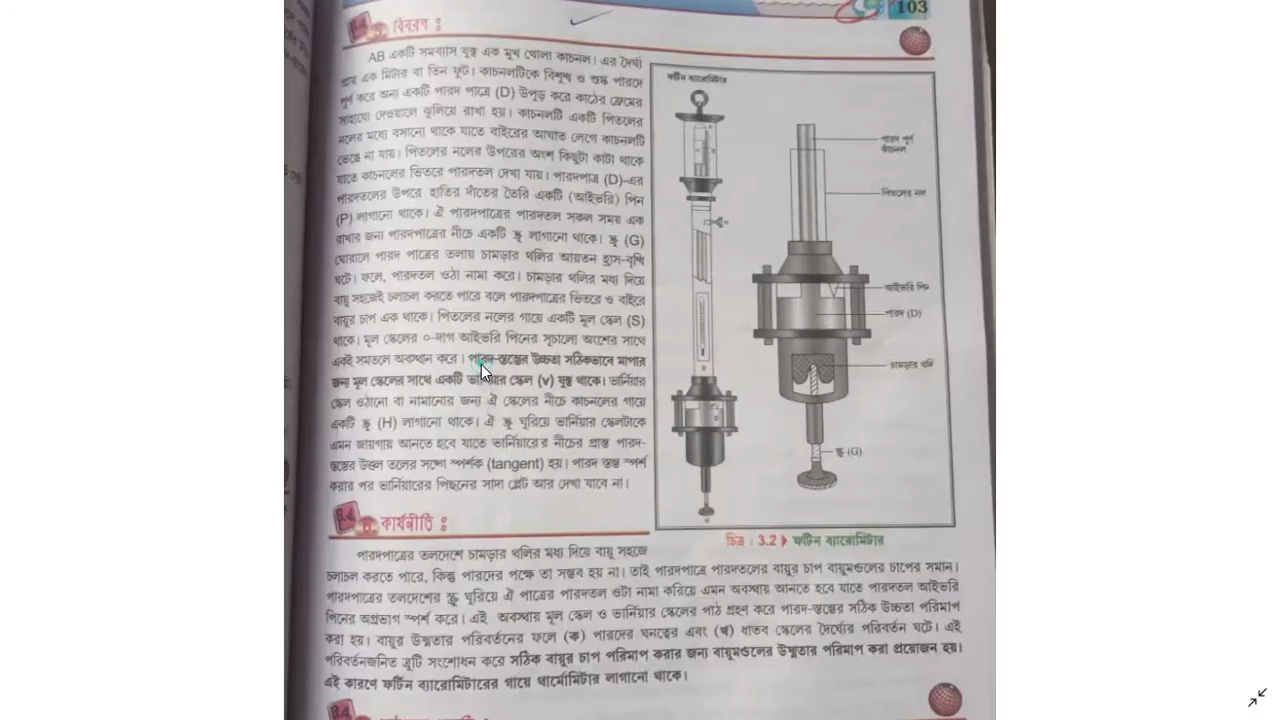 103
B.4 বিবরণ :
AB একটি সমব্যাস যুক্ত এক মুখ খোলা কাচনল। এর দৈর্ঘ্য
প্রায় এক মিটার বা তিন ফুট। কাচনলটিকে বিশুদ্ধ ও শুষ্ক পারদে
পূর্ণ করে অন্য একটি পারদ পাত্রে (D) উপুড় করে কাঠের ফ্রেমের
সাহায্যে দেওয়ালে ঝুলিয়ে রাখা হয়। কাচনলটি একটি পিতলের
নলের মধ্যে বসানো থাকে যাতে বাইরের আঘাত লেগে কাচনলটি
ভেঙ্গে না যায়। পিতলের নলের উপরের অংশ কিছুটা কাটা থাকে
যাতে কাচনলের ভিতরে পারদতল দেখা যায়। পারদপাত্র (D)-এর
পারদতলের উপরে হাতির দাঁতের তৈরি একটি (আইভরি) পিন
(P) লাগানো থাকে। ঐ পারদপাত্রের পারদতল সকল সময় এক
রাখার জন্য পারদপাত্রের নীচে একটি স্ক্রু লাগানো থাকে। স্ক্রু (G)
ঘোরালে পারদ পাত্রের তলায় চামড়ার থলির আয়তন হ্রাস-বৃদ্ধি
ঘটে। ফলে, পারদতল ওঠা নামা করে। চামড়ার থলির মধ্য দিয়ে
বায়ু সহজেই চলাচল করতে পারে বলে পারদপাত্রের ভিতরে ও বাইরে
বায়ুর চাপ এক থাকে। পিতলের নলের গায়ে একটি মূল স্কেল (S)
থাকে। মূল স্কেলের ০-দাগ আইভরি পিনের সূচালো অংশের সাথে
একই সমতলে অবস্থান করে। পারদ-স্তম্ভের উচ্চতা সঠিকভাবে মাপার
জন্য মূল স্কেলের সাথে একটি ভার্নিয়ার স্কেল (v) যুক্ত থাকে। ভার্নিয়ার
স্কেল ওঠানো বা নামানোর জন্য ঐ স্কেলের নীচে কাচনলের গায়ে
একটি স্ক্রু (H) লাগানো থাকে। ঐ স্ক্রু ঘুরিয়ে ভার্নিয়ার স্কেলটাকে
এমন জায়গায় আনতে হবে যাতে ভার্নিয়ারের নীচের প্রান্ত পারদ-
স্তম্ভের উত্তল তলের সঙ্গে স্পর্শক (tangent) হয়। পারদ স্তম্ভ স্পর্শ
করার পর ভার্নিয়ারের পিছনের সাদা প্লেট আর দেখা যাবে না।
ফর্টিন ব্যারোমিটার
পারদ পূর্ণ
কাঁচনল
পিতলের নল
আইভরি পিন
পারদ (D)
চামড়ার থলি
স্ক্রু (G)
চিত্র : 3.2 ফর্টিন ব্যারোমিটার
B.4 কার্যনীতি :
পারদপাত্রের তলদেশে চামড়ার থলির মধ্য দিয়ে বায়ু সহজে
চলাচল করতে পারে, কিন্তু পারদের পক্ষে তা সম্ভব হয় না। তাই পারদপাত্রে পারদতলের বায়ুর চাপ বায়ুমণ্ডলের চাপের সমান।
পারদপাত্রের তলদেশের স্ক্রু ঘুরিয়ে ঐ পাত্রের পারদতল ওটা নামা করিয়ে এমন অবস্থায় আনতে হবে যাতে পারদতল আইভরি
পিনের অগ্রভাগ স্পর্শ করে। এই অবস্থায় মূল স্কেল ও ভার্নিয়ার স্কেলের পাঠ গ্রহণ করে পারদ-স্তম্ভের সঠিক উচ্চতা পরিমাপ
করা হয়। বায়ুর উষ্ণতার পরিবর্তনের ফলে (ক) পারদের ঘনত্বের এবং (খ) ধাতব স্কেলের দৈর্ঘ্যের পরিবর্তন ঘটে। এই
পরিবর্তনজনিত ত্রুটি সংশোধন করে সঠিক বায়ুর চাপ পরিমাপ করার জন্য বায়ুমণ্ডলের উষ্ণতার পরিমাপ করা প্রয়োজন হয়।
এই কারণে ফর্টিন ব্যারোমিটারের গায়ে থার্মোমিটার লাগানো থাকে।
B.4